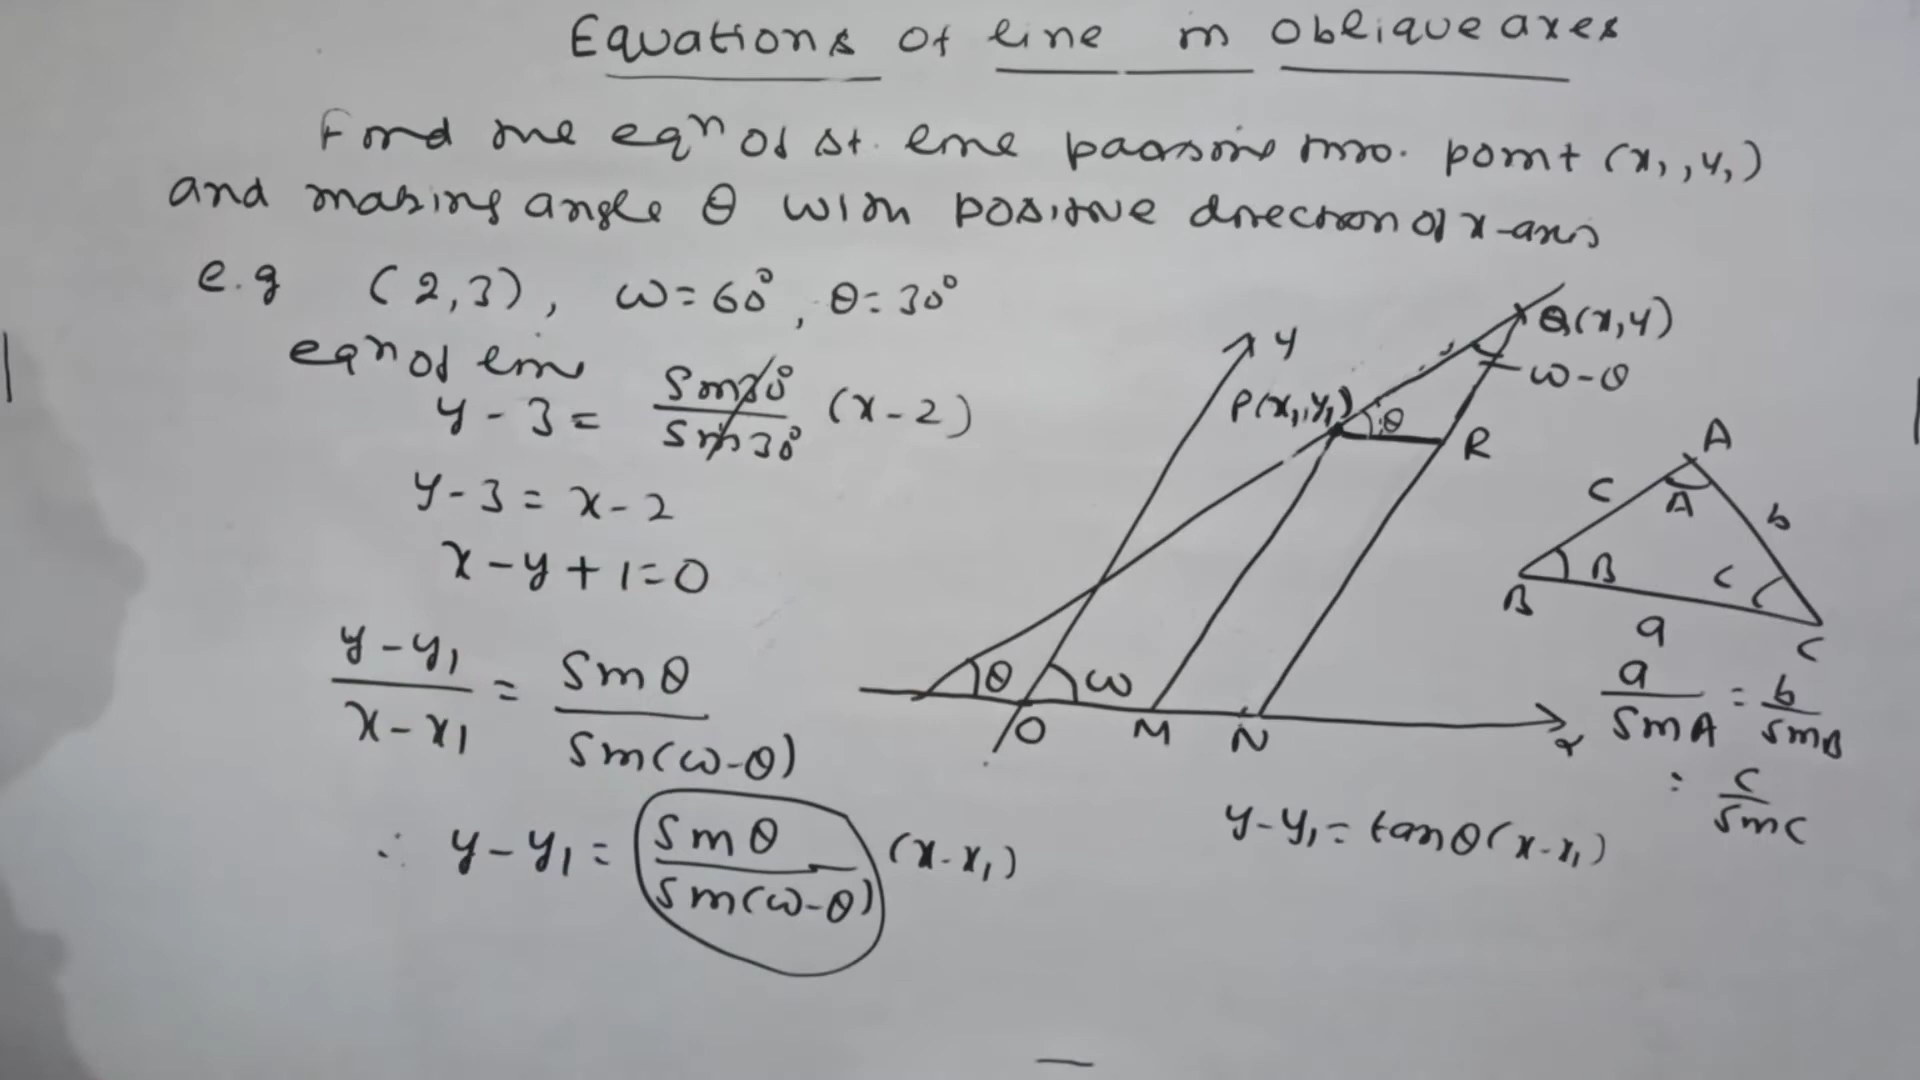 Equations of line in oblique axes
Find the eqn of st. line passing thro. point (x₁, y₁)
and making angle θ with positive direction of x-axis
e.g (2,3), ω=60°, θ=30°
eqn of line
y-3 = sin30°/sin30° (x-2)
y-3 = x-2
x-y+1=0
y-y₁/x-x₁ = sinθ/sin(ω-θ)
∴ y-y₁ = sinθ/sin(ω-θ) (x-x₁)
y
Q(x,y)
ω-θ
P(x₁,y₁)
θ
R
θ
ω
O
M
N
x
y-y₁ = tanθ(x-x₁)
A
c
A
b
B
B
c
a
C
a/sinA = b/sinB
= c/sinC